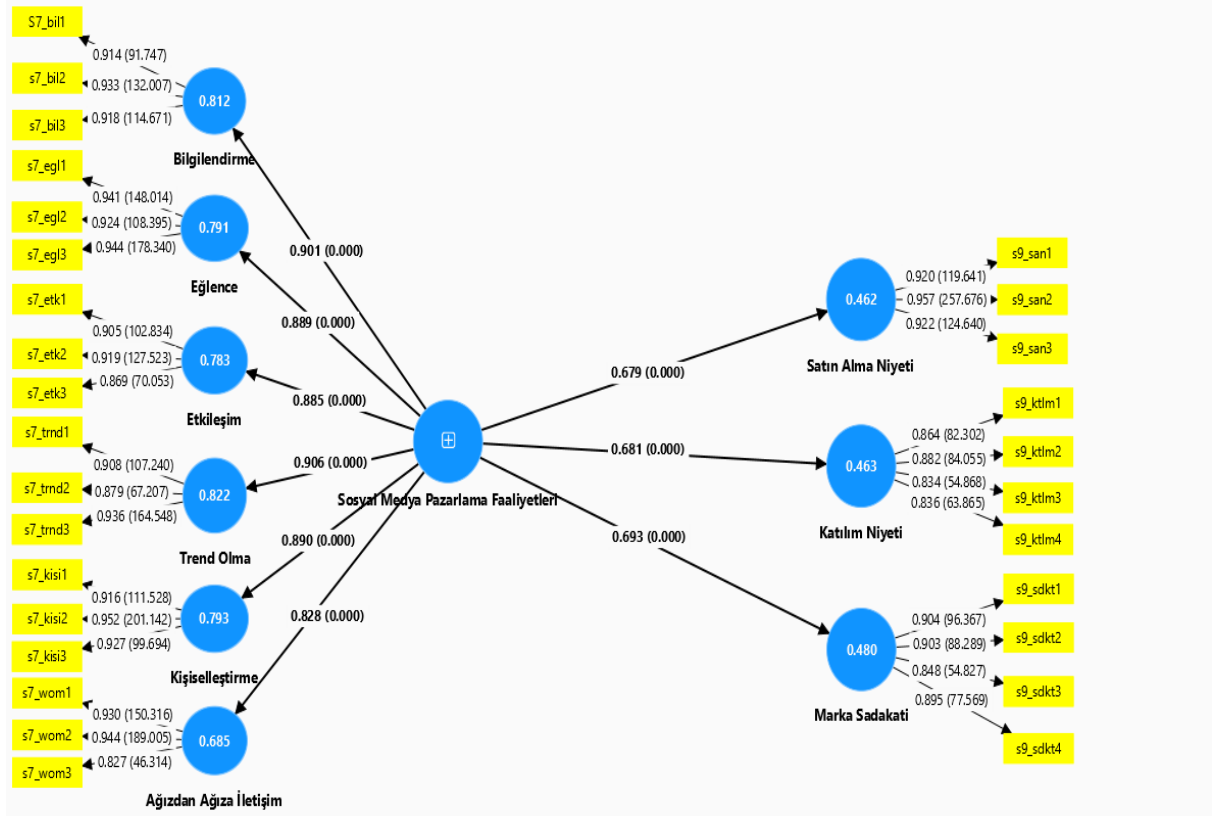 S7_bil1
0.914 (91.747)
s7_bil2
0.933 (132.007)
0.812
s7_bil3
0.918 (114.671)
Bilgilendirme
s7_egl1
0.941 (148.014)
s7_egl2
0.924 (108.395)
0.791
s7_egl3
0.944 (178.340)
Eğlence
s7_etk1
0.905 (102.834)
s7_etk2
0.919 (127.523)
0.783
s7_etk3
0.869 (70.053)
Etkileşim
s7_trnd1
0.908 (107.240)
s7_trnd2
0.879 (67.207)
0.822
s7_trnd3
0.936 (164.548)
Trend Olma
s7_kisi1
0.916 (111.528)
s7_kisi2
0.952 (201.142)
0.793
s7_kisi3
0.927 (99.694)
Kişiselleştirme
s7_wom1
0.930 (150.316)
s7_wom2
0.944 (189.005)
0.685
s7_wom3
0.827 (46.314)
Ağızdan Ağıza İletişim
0.901 (0.000)
0.889 (0.000)
0.885 (0.000)
0.906 (0.000)
0.890 (0.000)
0.828 (0.000)
Sosyal Medya Pazarlama Faaliyetleri
0.679 (0.000)
0.681 (0.000)
0.693 (0.000)
s9_san1
0.920 (119.641)
0.462
0.957 (257.676)
s9_san2
0.922 (124.640)
s9_san3
Satın Alma Niyeti
s9_ktlm1
0.864 (82.302)
0.463
0.882 (84.055)
s9_ktlm2
0.834 (54.868)
s9_ktlm3
0.836 (63.865)
s9_ktlm4
Katılım Niyeti
s9_sdkt1
0.904 (96.367)
0.480
0.903 (88.289)
s9_sdkt2
0.848 (54.827)
s9_sdkt3
0.895 (77.569)
s9_sdkt4
Marka Sadakati